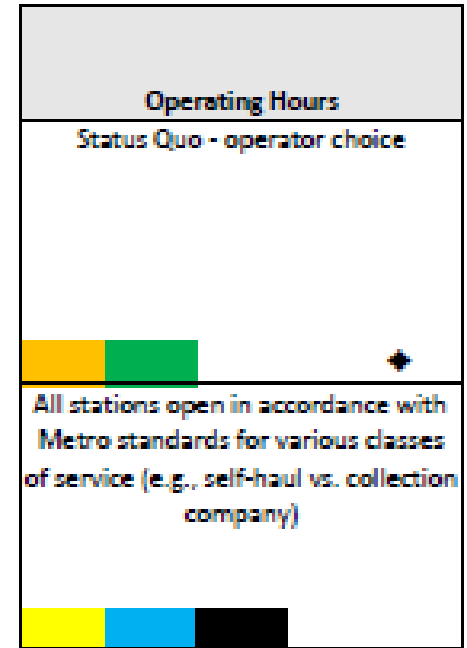 Operating Hours
Status Quo - operator choice
All stations open in accordance with
Metro standards for various classes
of service (e.g., self-haul vs. collection
company)